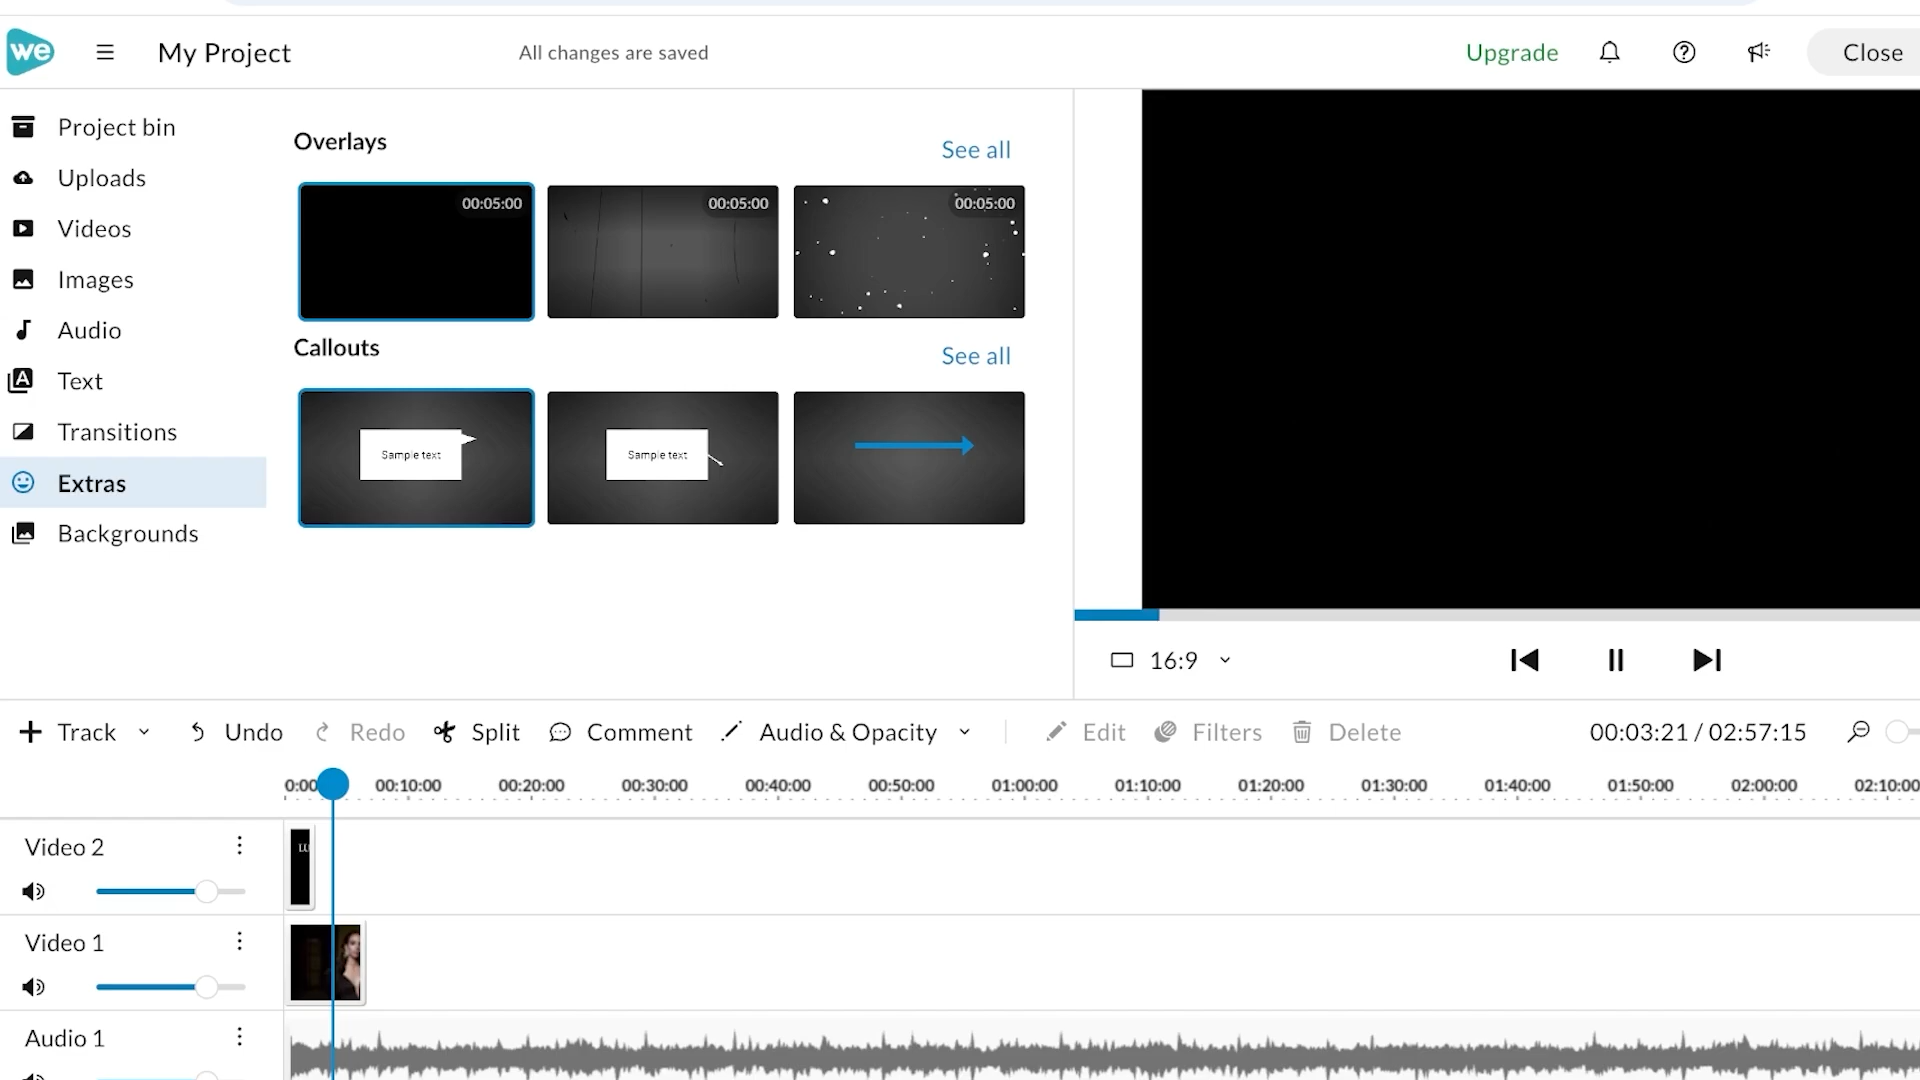 we
My Project
All changes are saved
Upgrade
Close
Project bin
Uploads
Videos
Images
Audio
Text
Transitions
Extras
Backgrounds
Overlays
See all
00:05:00
00:05:00
00:05:00
Callouts
See all
Sample text
Sample text
16:9
Track
Undo
Redo
Split
Comment
Audio & Opacity
Edit
Filters
Delete
00:03:21 / 02:57:15
0:00 00:10:00 00:20:00 00:30:00 00:40:00 00:50:00 01:00:00 01:10:00 01:20:00 01:30:00 01:40:00 01:50:00 02:00:00 02:10:00
Video 2
Video 1
Audio 1